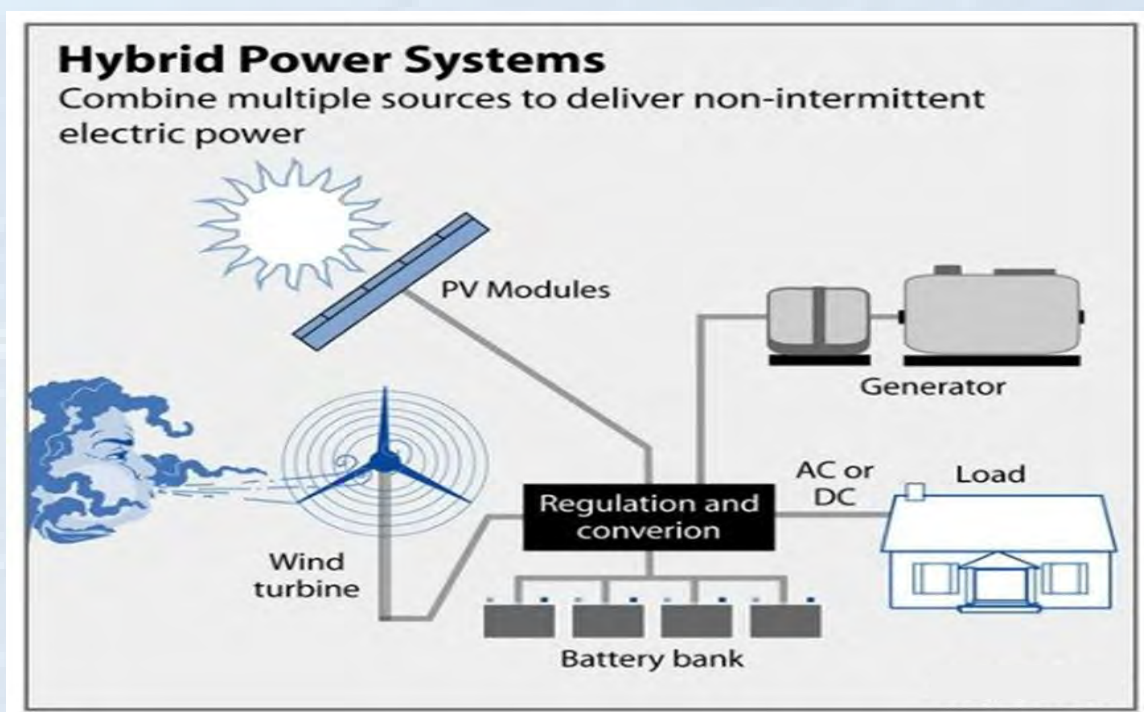 Hybrid Power Systems
Combine multiple sources to deliver non-intermittent
electric power
PV Modules
Generator
AC or
DC
Load
Regulation and
converion
Wind
turbine
Battery bank